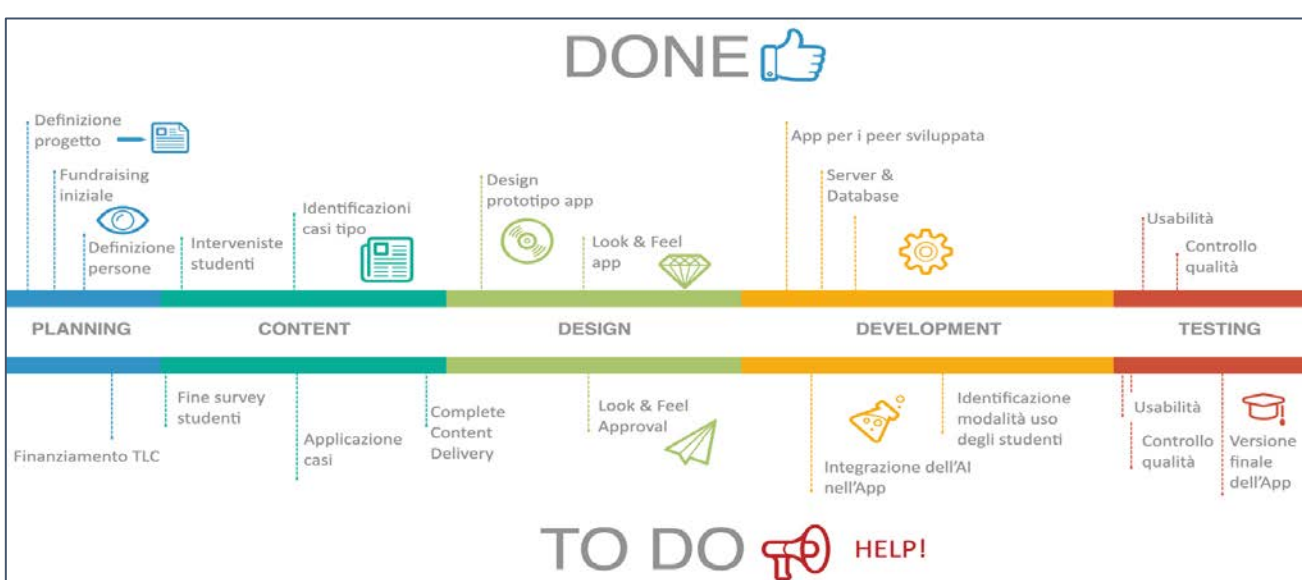 DONE
Definizione
progetto
Fundraising
iniziale
Definizione
persone
Interveniste
studenti
Identificazioni
casi tipo
Design
prototipo app
Look & Feel
app
App per i peer sviluppata
Server &
Database
Usabilità
Controllo
qualità
PLANNING
CONTENT
DESIGN
DEVELOPMENT
TESTING
Finanziamento TLC
Fine survey
studenti
Applicazione
casi
Complete
Content
Delivery
Look & Feel
Approval
Integrazione dell'AI
nell'App
Identificazione
modalità uso
degli studenti
Usabilità
Controllo
qualità
Versione
finale
dell'App
TO DO
HELP!